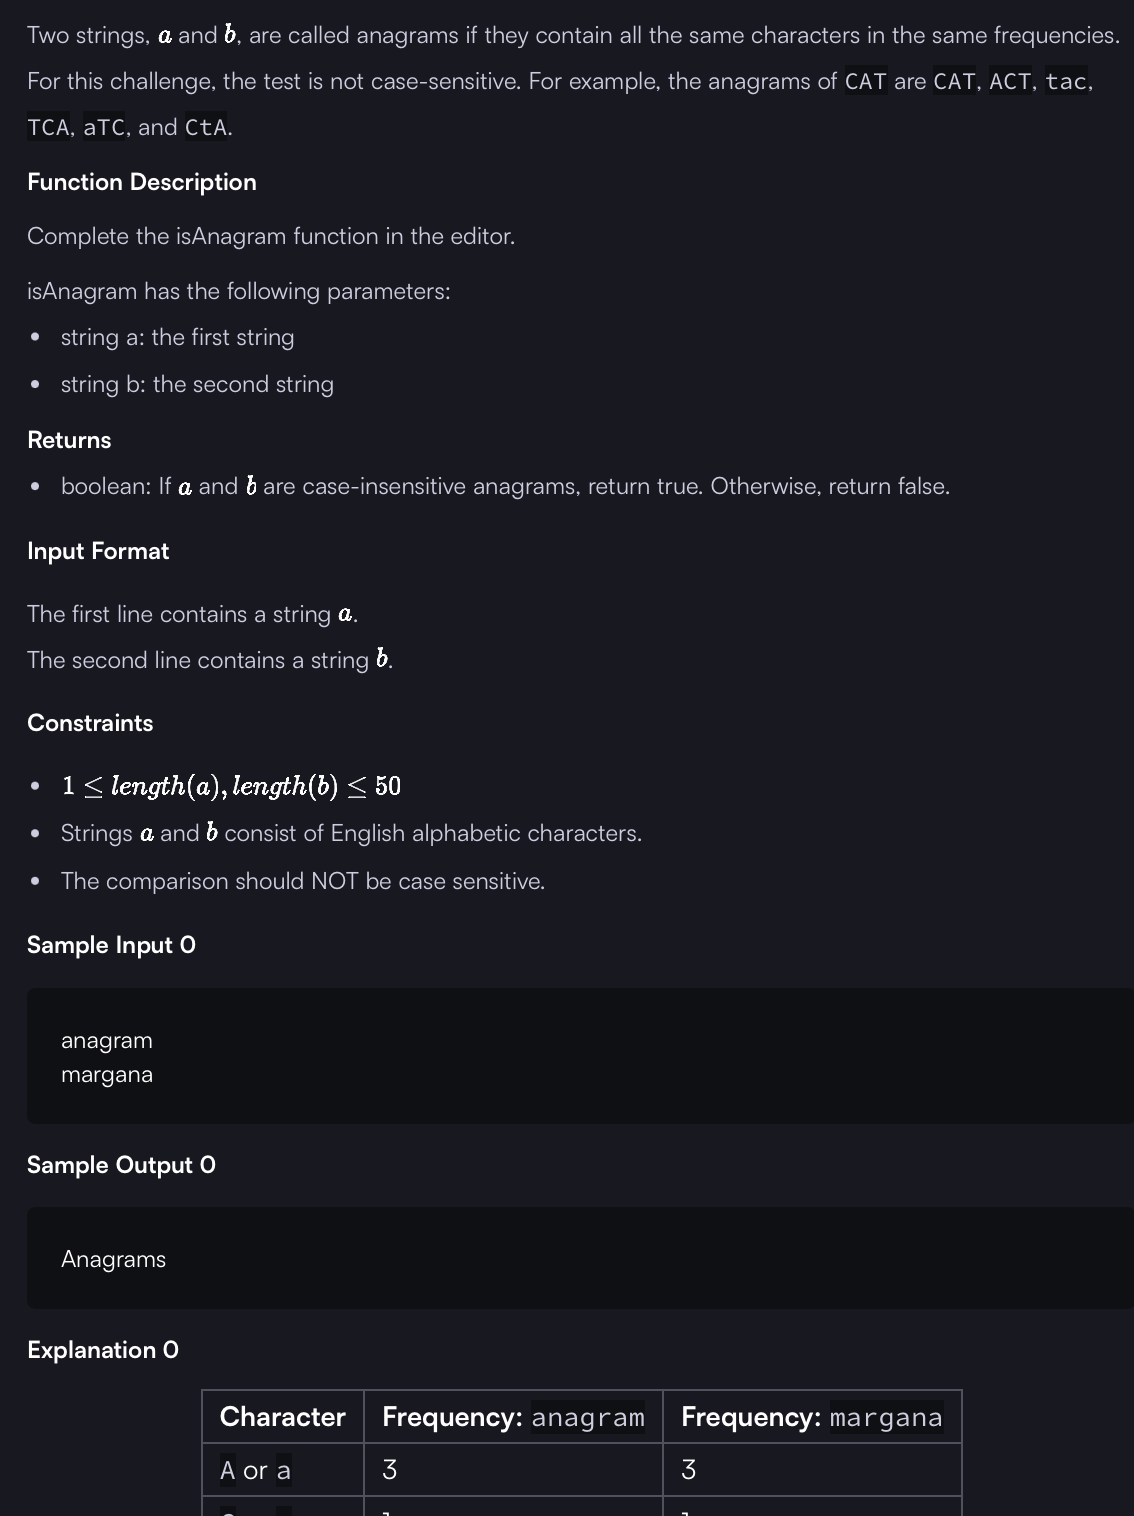 Two strings, a and b, are called anagrams if they contain all the same characters in the same frequencies.
For this challenge, the test is not case-sensitive. For example, the anagrams of CAT are CAT, ACT, tac,
TCA, aTC, and CtA.
Function Description
Complete the isAnagram function in the editor.
isAnagram has the following parameters:
• string a: the first string
• string b: the second string
Returns
• boolean: If a and b are case-insensitive anagrams, return true. Otherwise, return false.
Input Format
The first line contains a string a.
The second line contains a string b.
Constraints
• 1 ≤ length(a), length(b) ≤ 50
• Strings a and b consist of English alphabetic characters.
• The comparison should NOT be case sensitive.
Sample Input 0
anagram
margana
Sample Output 0
Anagrams
Explanation 0
Character Frequency: anagram Frequency: margana
A or a 3 3